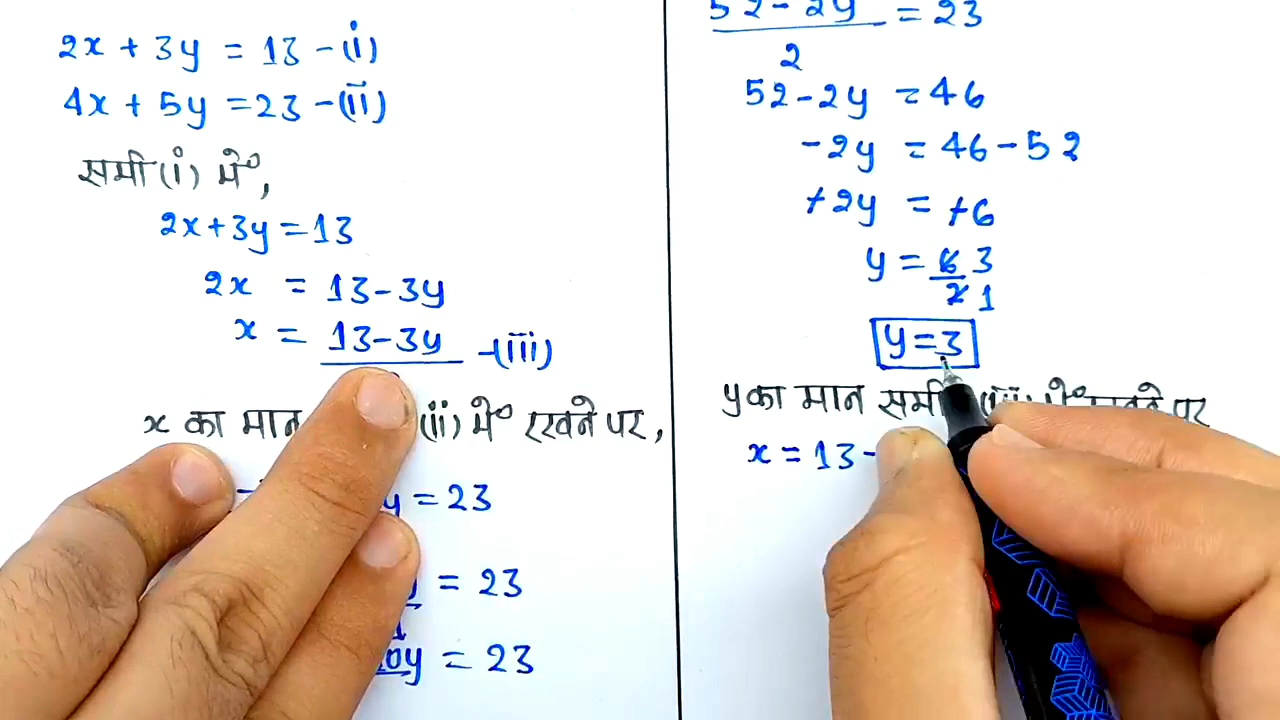 2x + 3y = 13 -(i)
4x + 5y = 23 -(ii)
समी(i) में,
2x+3y = 13
2x = 13-3y
x = 13-3y -(iii)
x का मान (ii) में रखने पर,
y = 23
= 23
0y = 23
52-2y = 23
2
52-2y = 46
-2y = 46-52
+2y = +6
y = 6 3
2 1
y=3
y का मान समी में रखने पर
x = 13-